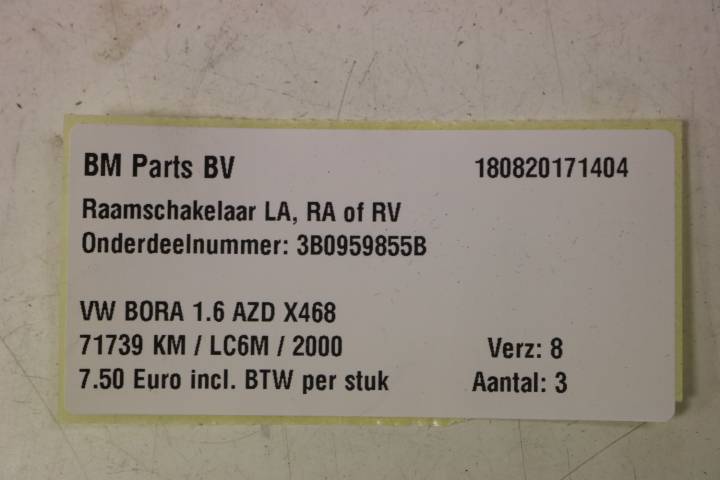 BM Parts BV 180820171404
Raamschakelaar LA, RA of RV
Onderdeelnummer: 3B0959855B
VW BORA 1.6 AZD X468
71739 KM / LC6M / 2000 Verz: 8
7.50 Euro incl. BTW per stuk Aantal: 3